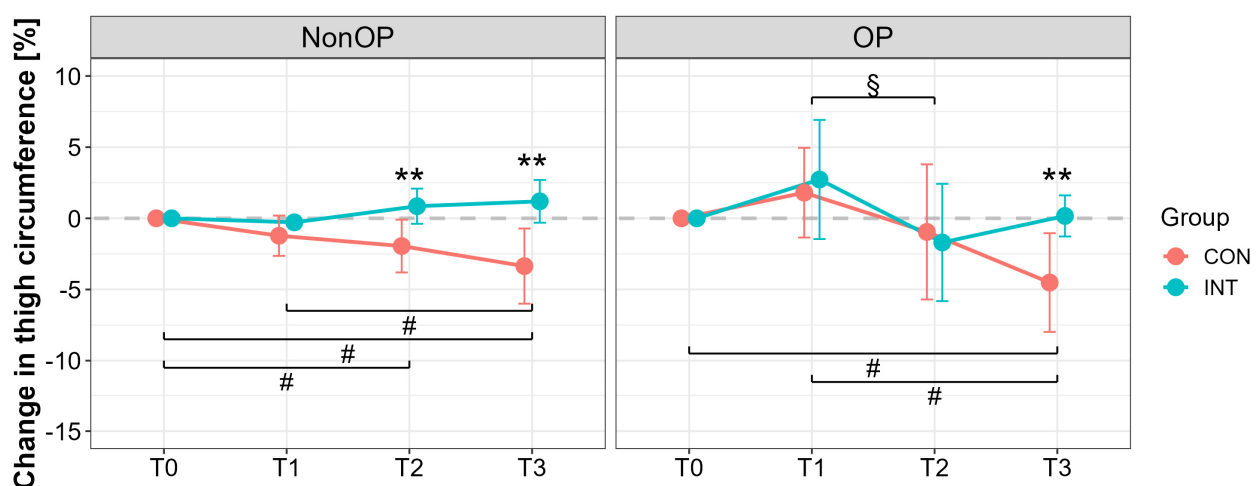 Change in thigh circumference [%]
NonOP
OP
10
5
0
-5
-10
-15
**
**
#
#
#
§
**
#
#
T0
T1
T2
T3
T0
T1
T2
T3
Group
CON
INT